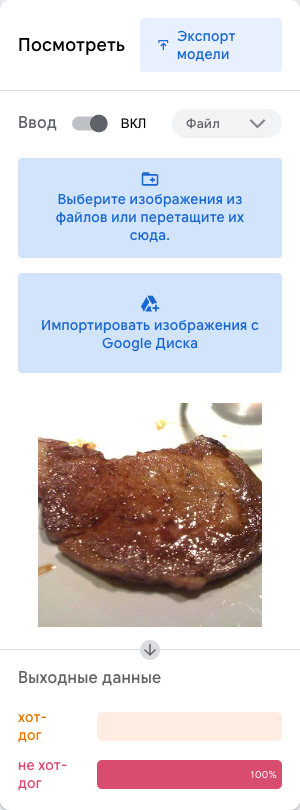 Посмотреть
Экспорт
модели
Ввод
ВКЛ
Файл
Выберите изображения из
файлов или перетащите их
сюда.
Импортировать изображения с
Google Диска
Выходные данные
хот-
дог
не хот-
дог
100%